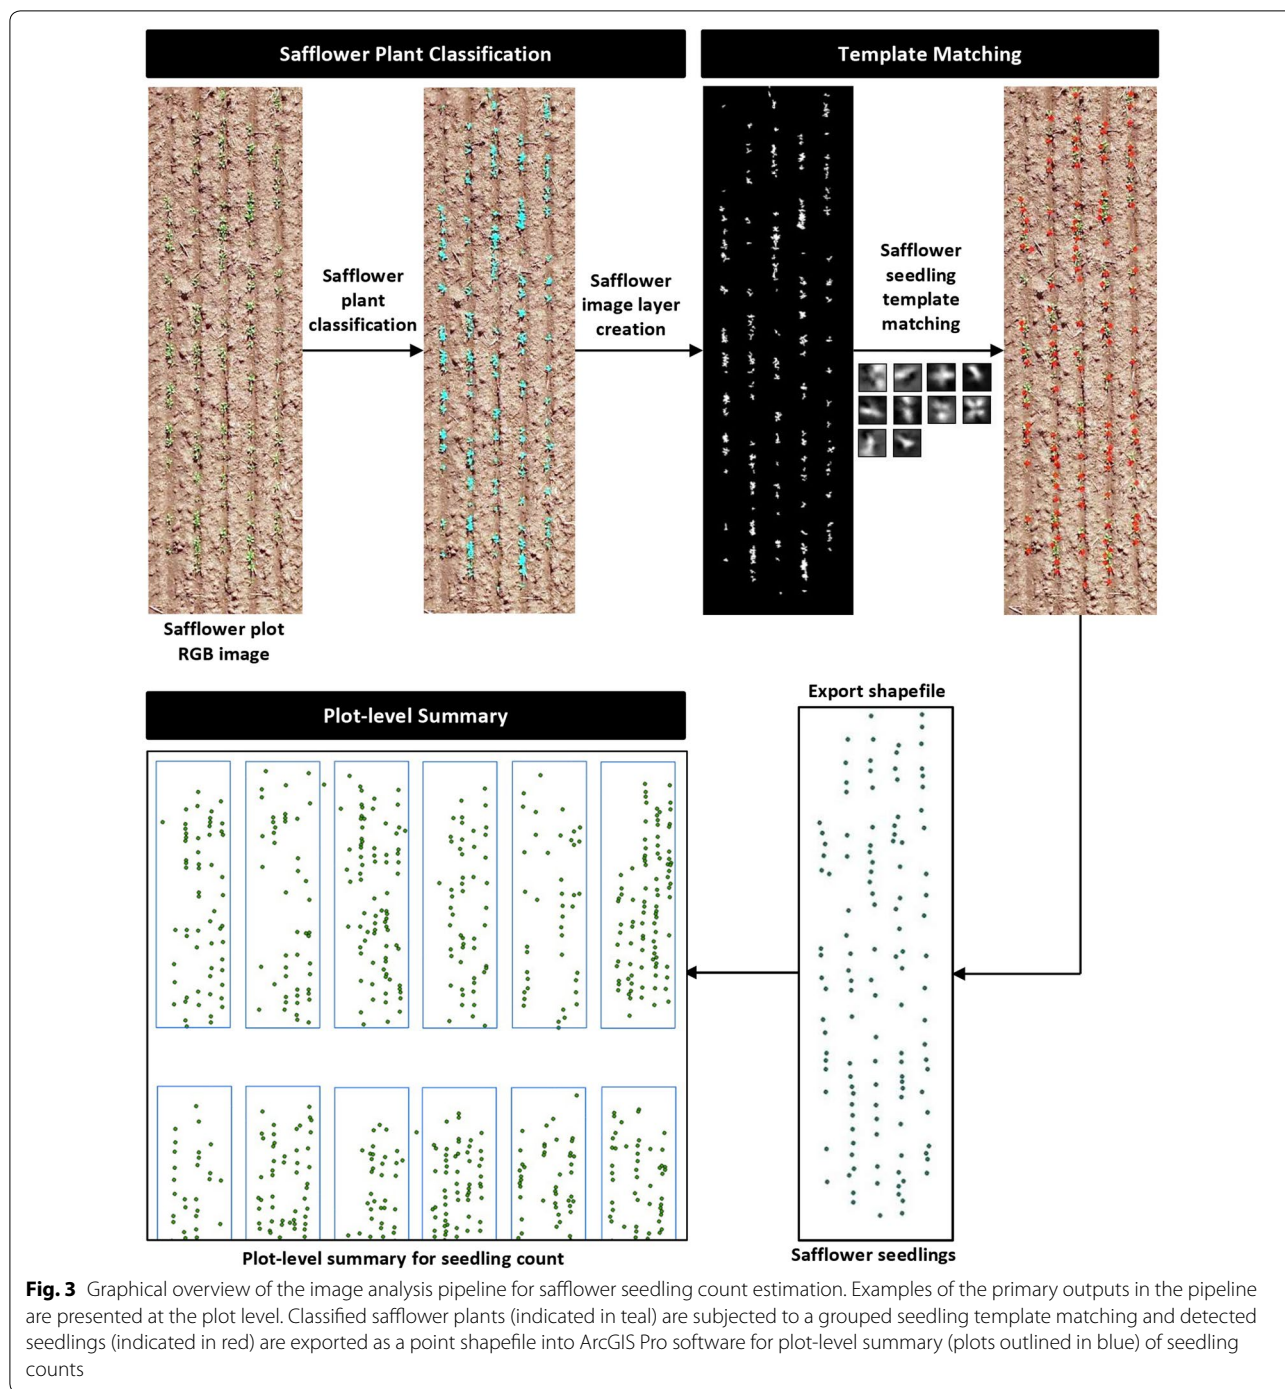 Safflower Plant Classification
Template Matching
Safflower
plant
classification
Safflower
image layer
creation
Safflower
seedling
template
matching
Safflower plot
RGB image
Export shapefile
Plot-level Summary
Plot-level summary for seedling count
Safflower seedlings
Fig. 3 Graphical overview of the image analysis pipeline for safflower seedling count estimation. Examples of the primary outputs in the pipeline
are presented at the plot level. Classified safflower plants (indicated in teal) are subjected to a grouped seedling template matching and detected
seedlings (indicated in red) are exported as a point shapefile into ArcGIS Pro software for plot-level summary (plots outlined in blue) of seedling
counts